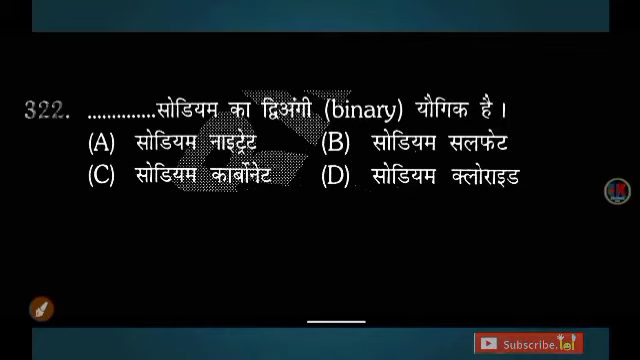 322. ...............सोडियम का द्विअंगी (binary) यौगिक है ।
(A) सोडियम नाइट्रेट (B) सोडियम सलफेट
(C) सोडियम कार्बोनेट (D) सोडियम क्लोराइड
Subscribe